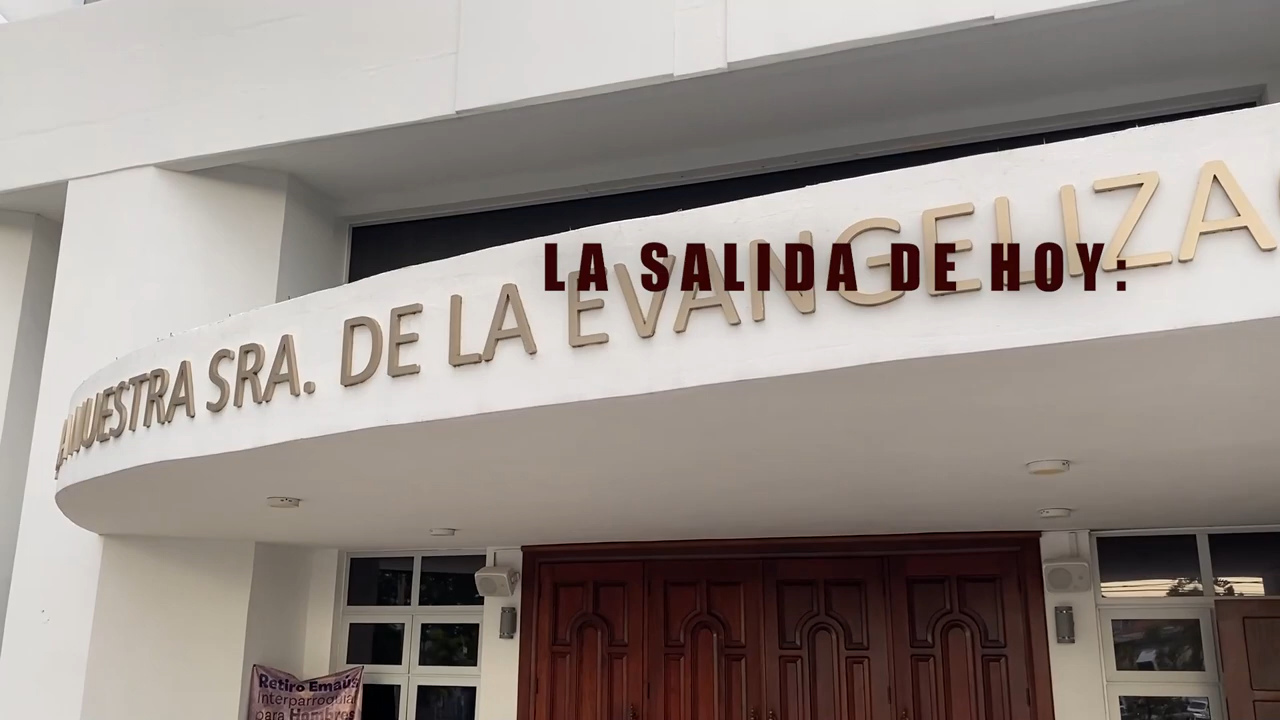 LA SALIDA DE HOY:
NUESTRA SRA. DE LA EVANGELIZA
Retiro Emaús
Interparroquial
para Hombres